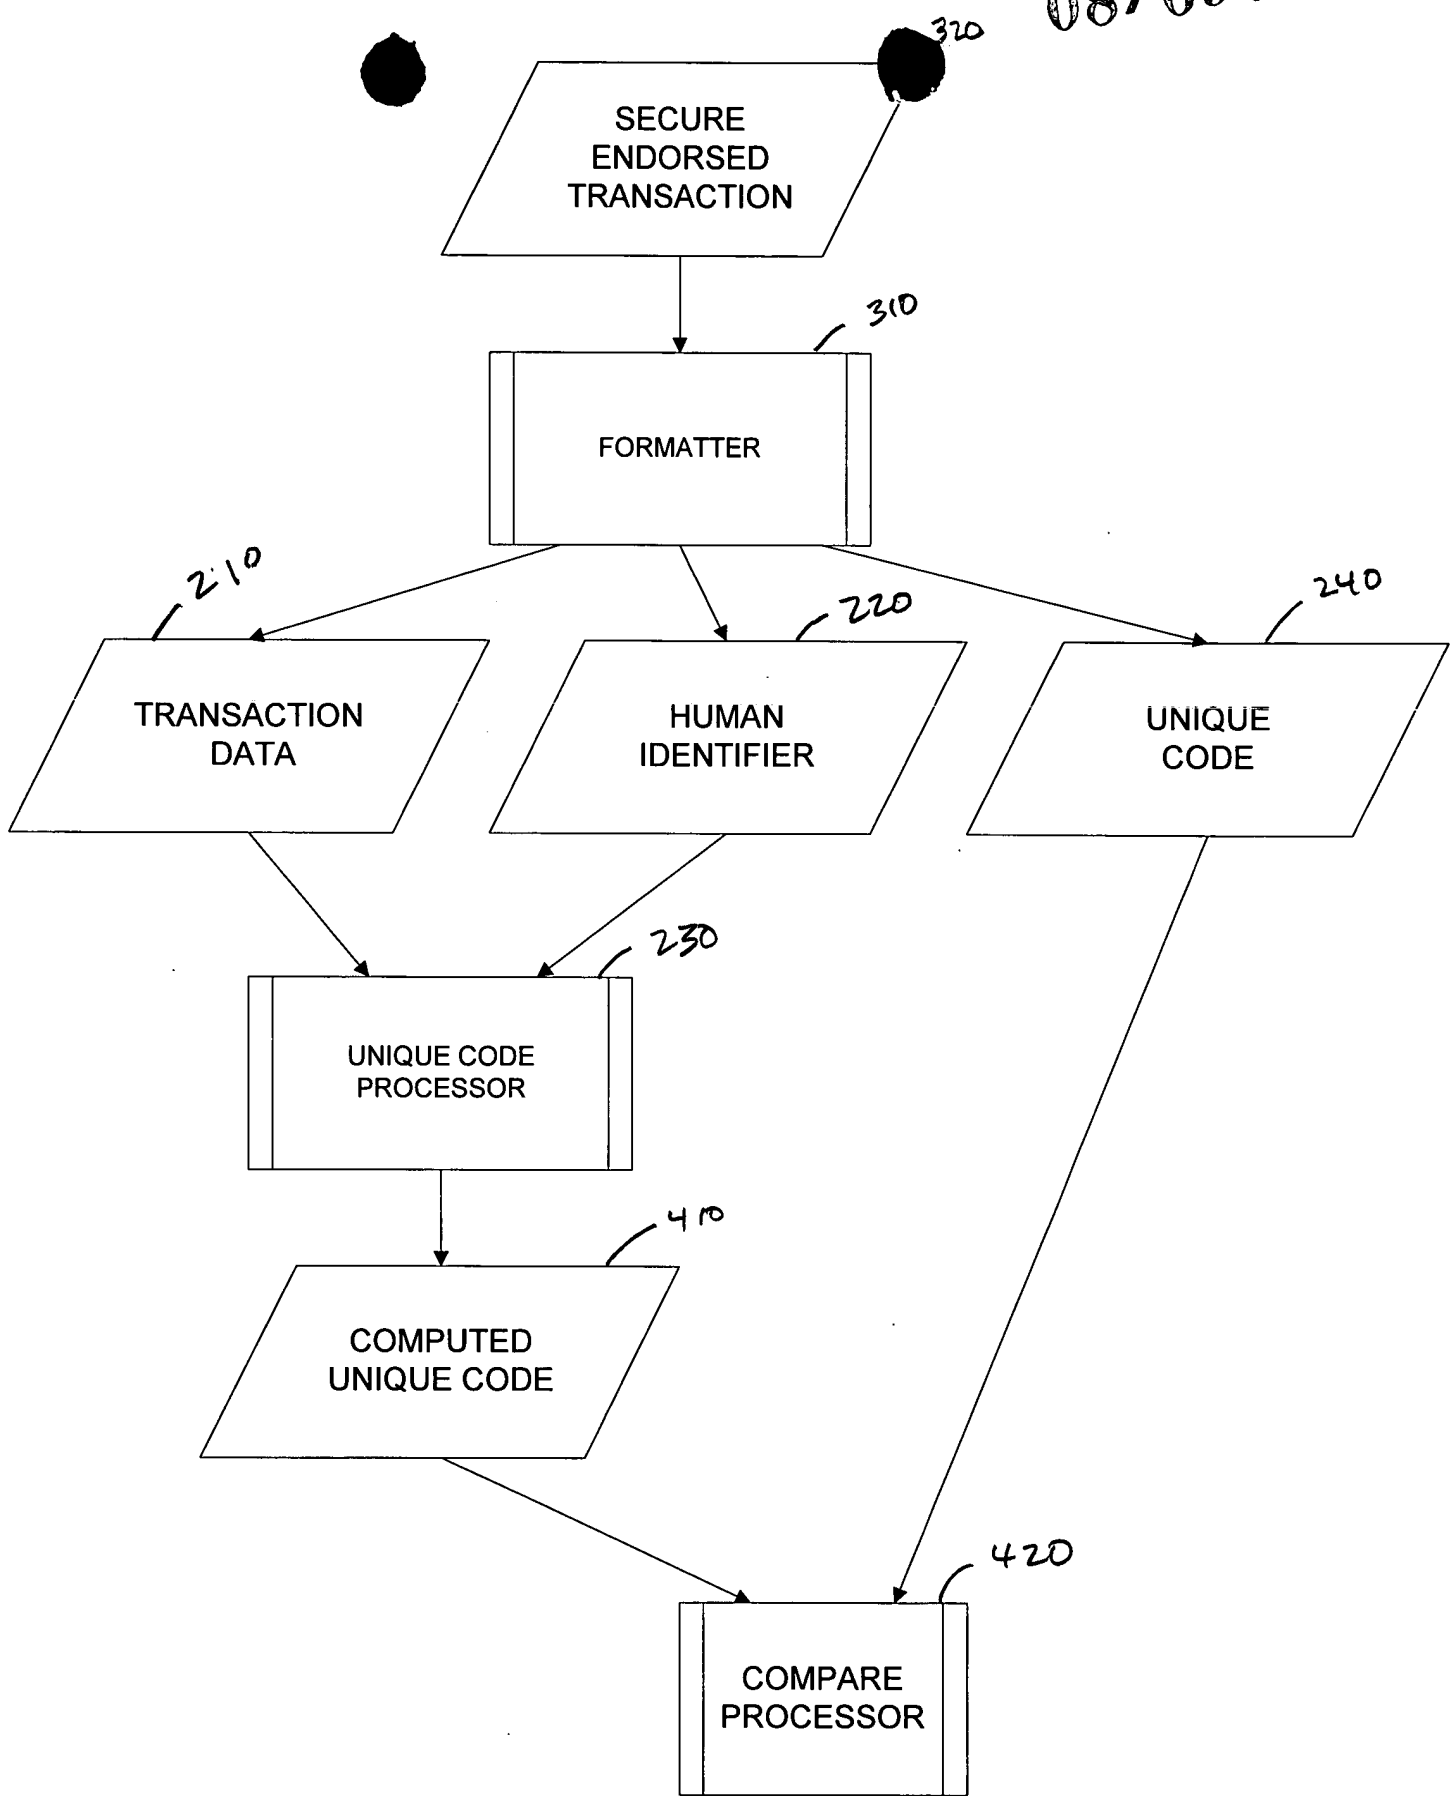 320
SECURE
ENDORSED
TRANSACTION
310
FORMATTER
210
220
240
TRANSACTION
DATA
HUMAN
IDENTIFIER
UNIQUE
CODE
230
UNIQUE CODE
PROCESSOR
410
COMPUTED
UNIQUE CODE
420
COMPARE
PROCESSOR